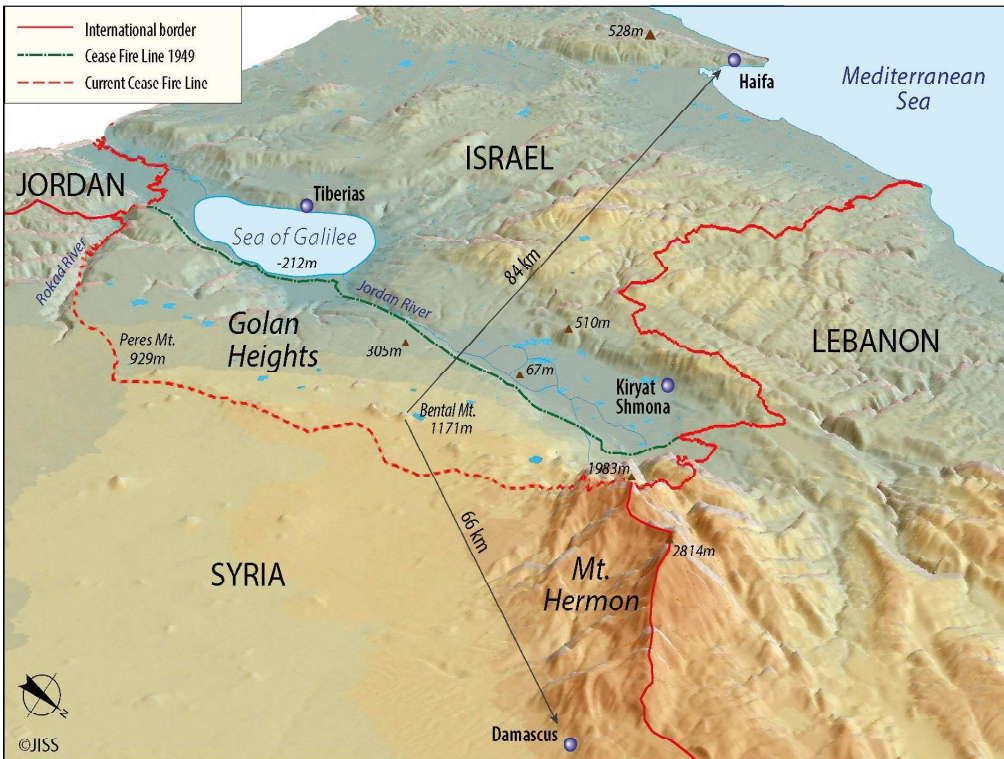 International border
Cease Fire Line 1949
Current Cease Fire Line
528m
Haifa
Mediterranean
Sea
ISRAEL
JORDAN
Tiberias
Sea of Galilee
-212m
Rokad River
Jordan River
84 km
Golan
Heights
Peres Mt.
929m
305m
510m
67m
LEBANON
Kiryat
Shmona
Bental Mt.
1171m
1983m
66 km
2814m
SYRIA
Mt.
Hermon
N
©JISS
Damascus